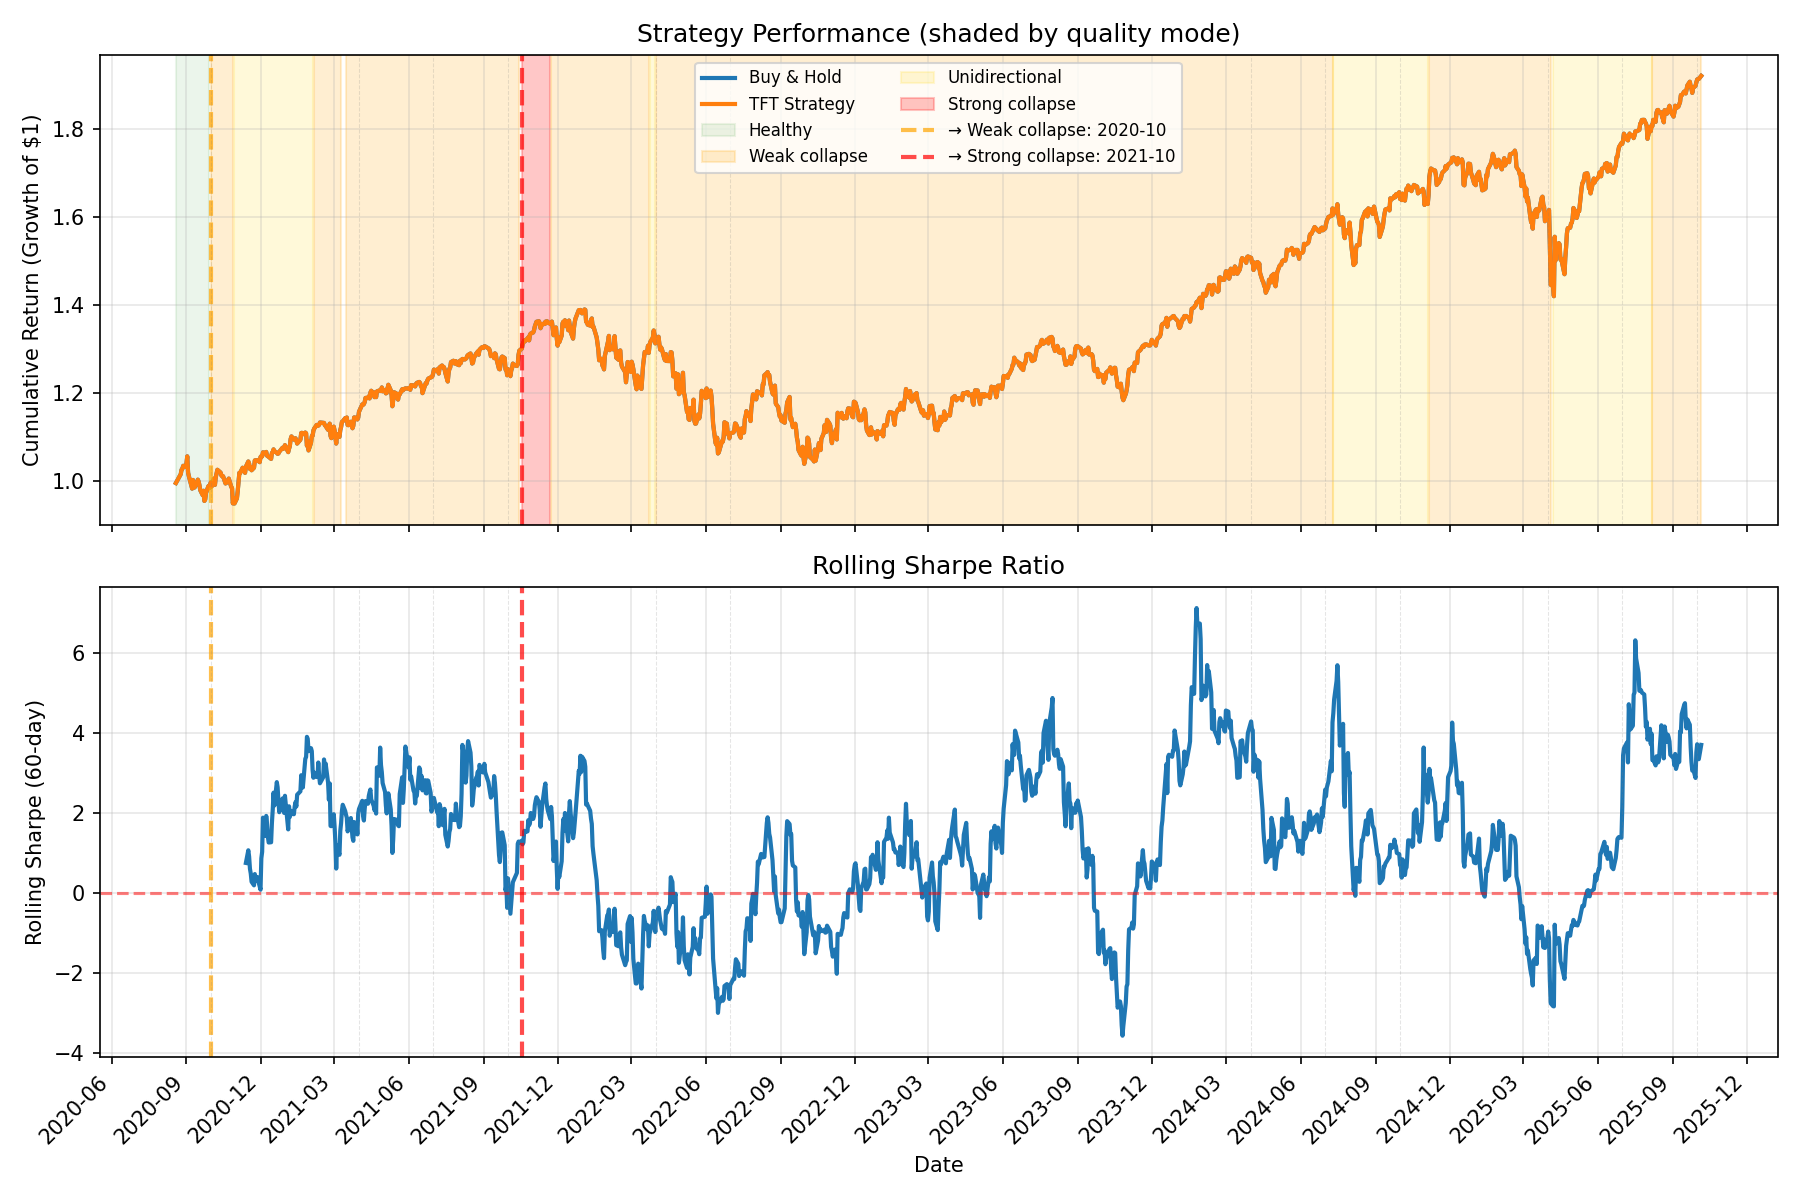 Strategy Performance (shaded by quality mode)
Cumulative Return (Growth of $1)
1.8
1.6
1.4
1.2
1.0
Buy & Hold
TFT Strategy
Healthy
Weak collapse
Unidirectional
Strong collapse
→ Weak collapse: 2020-10
→ Strong collapse: 2021-10
Rolling Sharpe Ratio
Rolling Sharpe (60-day)
6
4
2
0
−2
−4
2020-06
2020-09
2020-12
2021-03
2021-06
2021-09
2021-12
2022-03
2022-06
2022-09
2022-12
2023-03
2023-06
2023-09
2023-12
2024-03
2024-06
2024-09
2024-12
2025-03
2025-06
2025-09
2025-12
Date